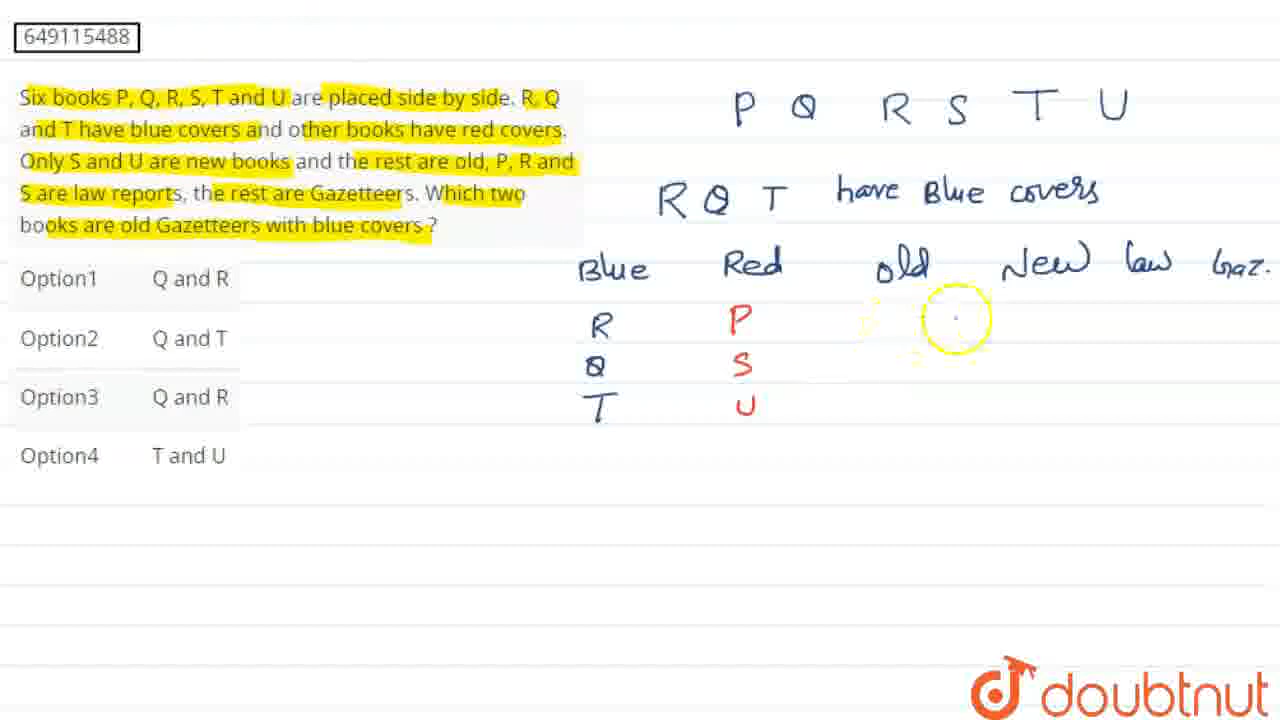 649115488
Six books P, Q, R, S, T and U are placed side by side. R, Q
and T have blue covers and other books have red covers.
Only S and U are new books and the rest are old, P, R and
S are law reports, the rest are Gazetteers. Which two
books are old Gazetteers with blue covers ?
Option1 Q and R
Option2 Q and T
Option3 Q and R
Option4 T and U
P Q R S T U
R Q T have Blue covers
Blue Red old New law Gaz.
R P
Q S
T U
doubtnut